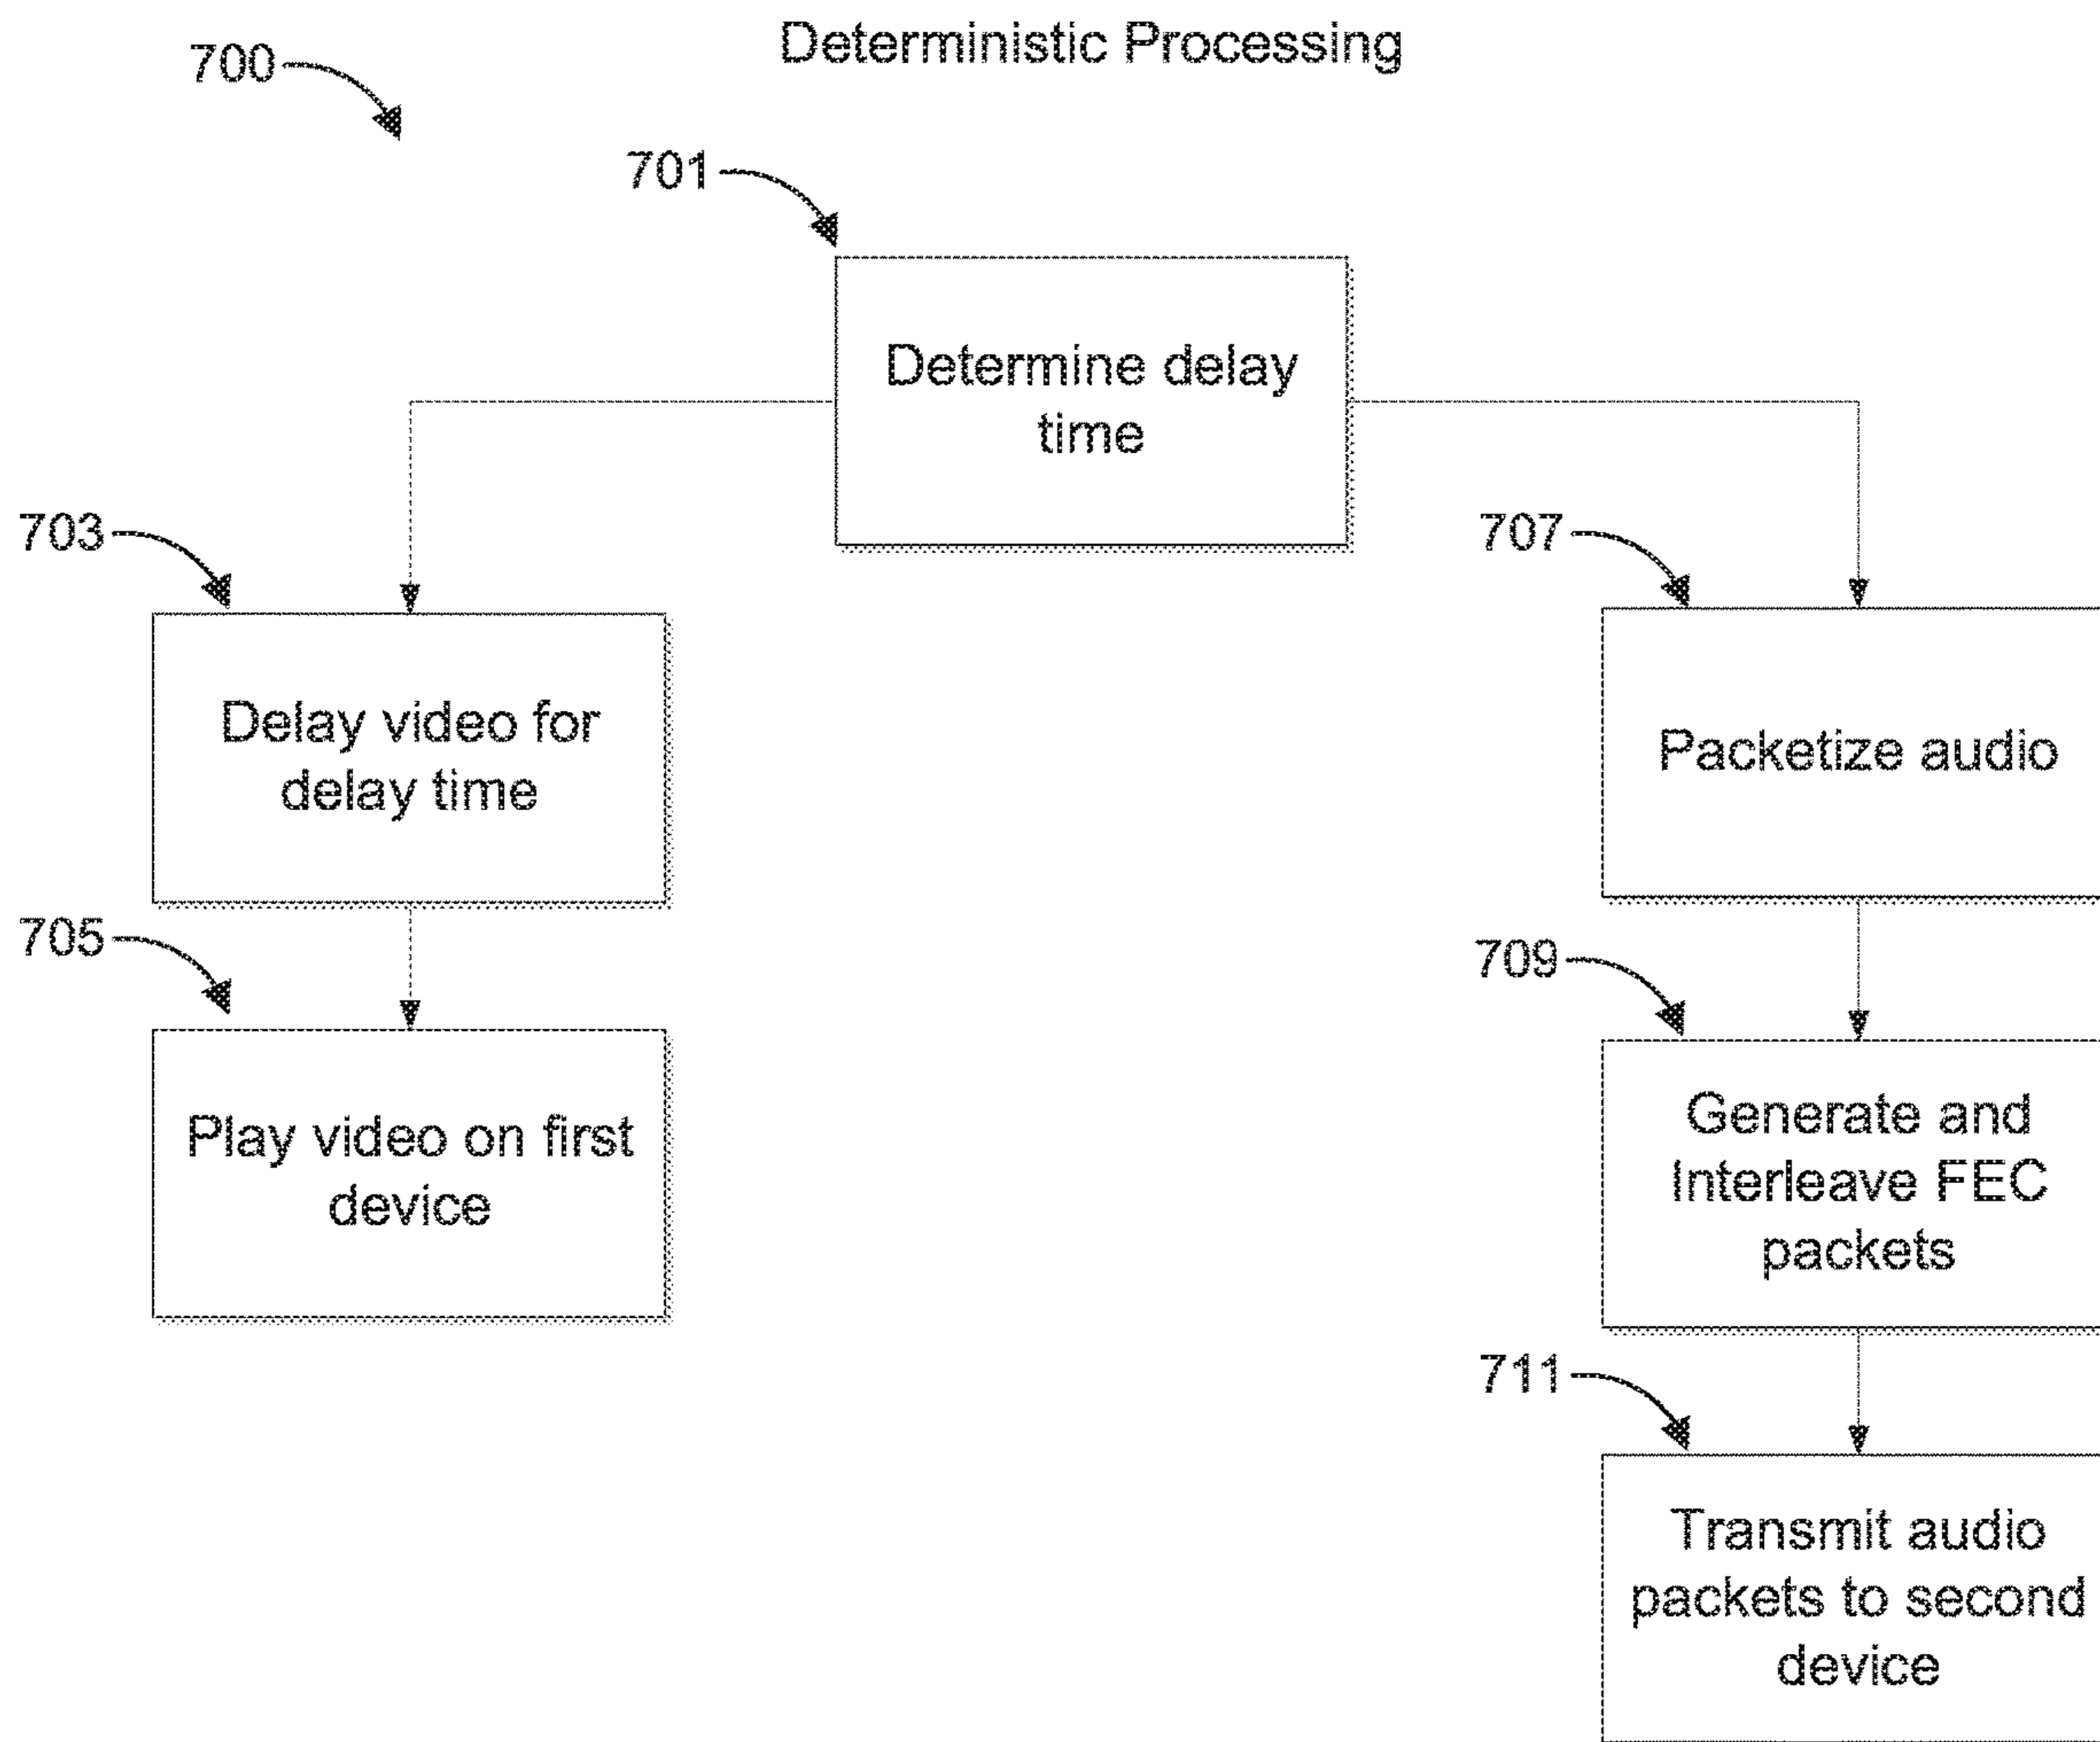 Deterministic Processing
700
701
Determine delay
time
703
Delay video for
delay time
705
Play video on first
device
707
Packetize audio
709
Generate and
Interleave FEC
packets
711
Transmit audio
packets to second
device